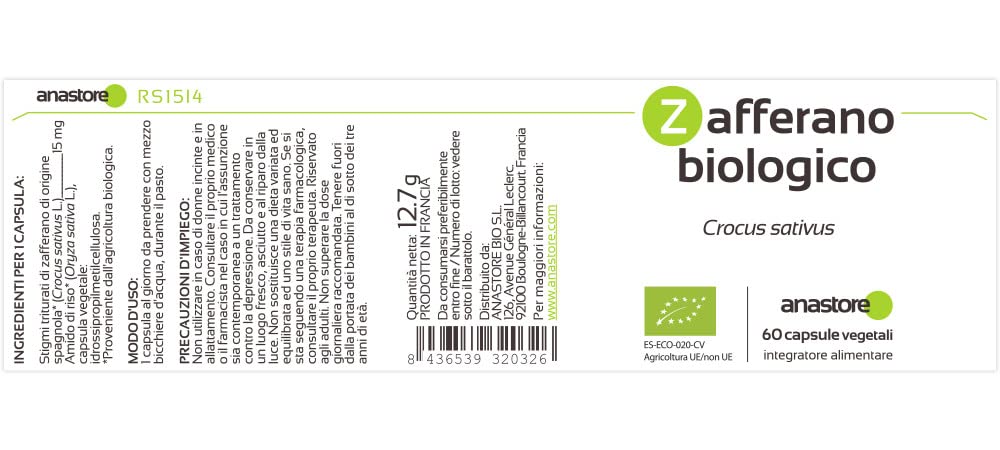 anastore RS1514
INGREDIENTI PER 1 CAPSULA:
Stigmi triturati di zafferano di origine
spagnola* (Crocus sativus L.)______15 mg
Amido di riso* (Oryza sativa L.),
capsula vegetale:
idrossipropilmetilcellulosa.
*Proveniente dall'agricoltura biologica.
MODO D'USO:
1 capsula al giorno da prendere con mezzo
bicchiere d'acqua, durante il pasto.
PRECAUZIONI D'IMPIEGO:
Non utilizzare in caso di donne incinte e in
allattamento. Consultare il proprio medico
o il farmacista nel caso in cui l'assunzione
sia contemporanea a un trattamento
contro la depressione. Da conservare in
un luogo fresco, asciutto e al riparo dalla
luce. Non sostituisce una dieta variata ed
equilibrata ed uno stile di vita sano. Se si
sta seguendo una terapia farmacologica,
consultare il proprio terapeuta. Riservato
agli adulti. Non superare la dose
giornaliera raccomandata. Tenere fuori
dalla portata dei bambini al di sotto dei tre
anni di età.
Quantità netta: 12.7 g
PRODOTTO IN FRANCIA
Da consumarsi preferibilmente
entro fine / Numero di lotto: vedere
sotto il barattolo.
Distribuito da:
ANASTORE BIO S.L.
126, Avenue Général Leclerc,
92100 Boulogne-Billancourt. Francia
Per maggiori informazioni:
www.anastore.com
8 436539 320326
Zafferano
biologico
Crocus sativus
ES-ECO-020-CV
Agricoltura UE/non UE
anastore
60 capsule vegetali
integratore alimentare